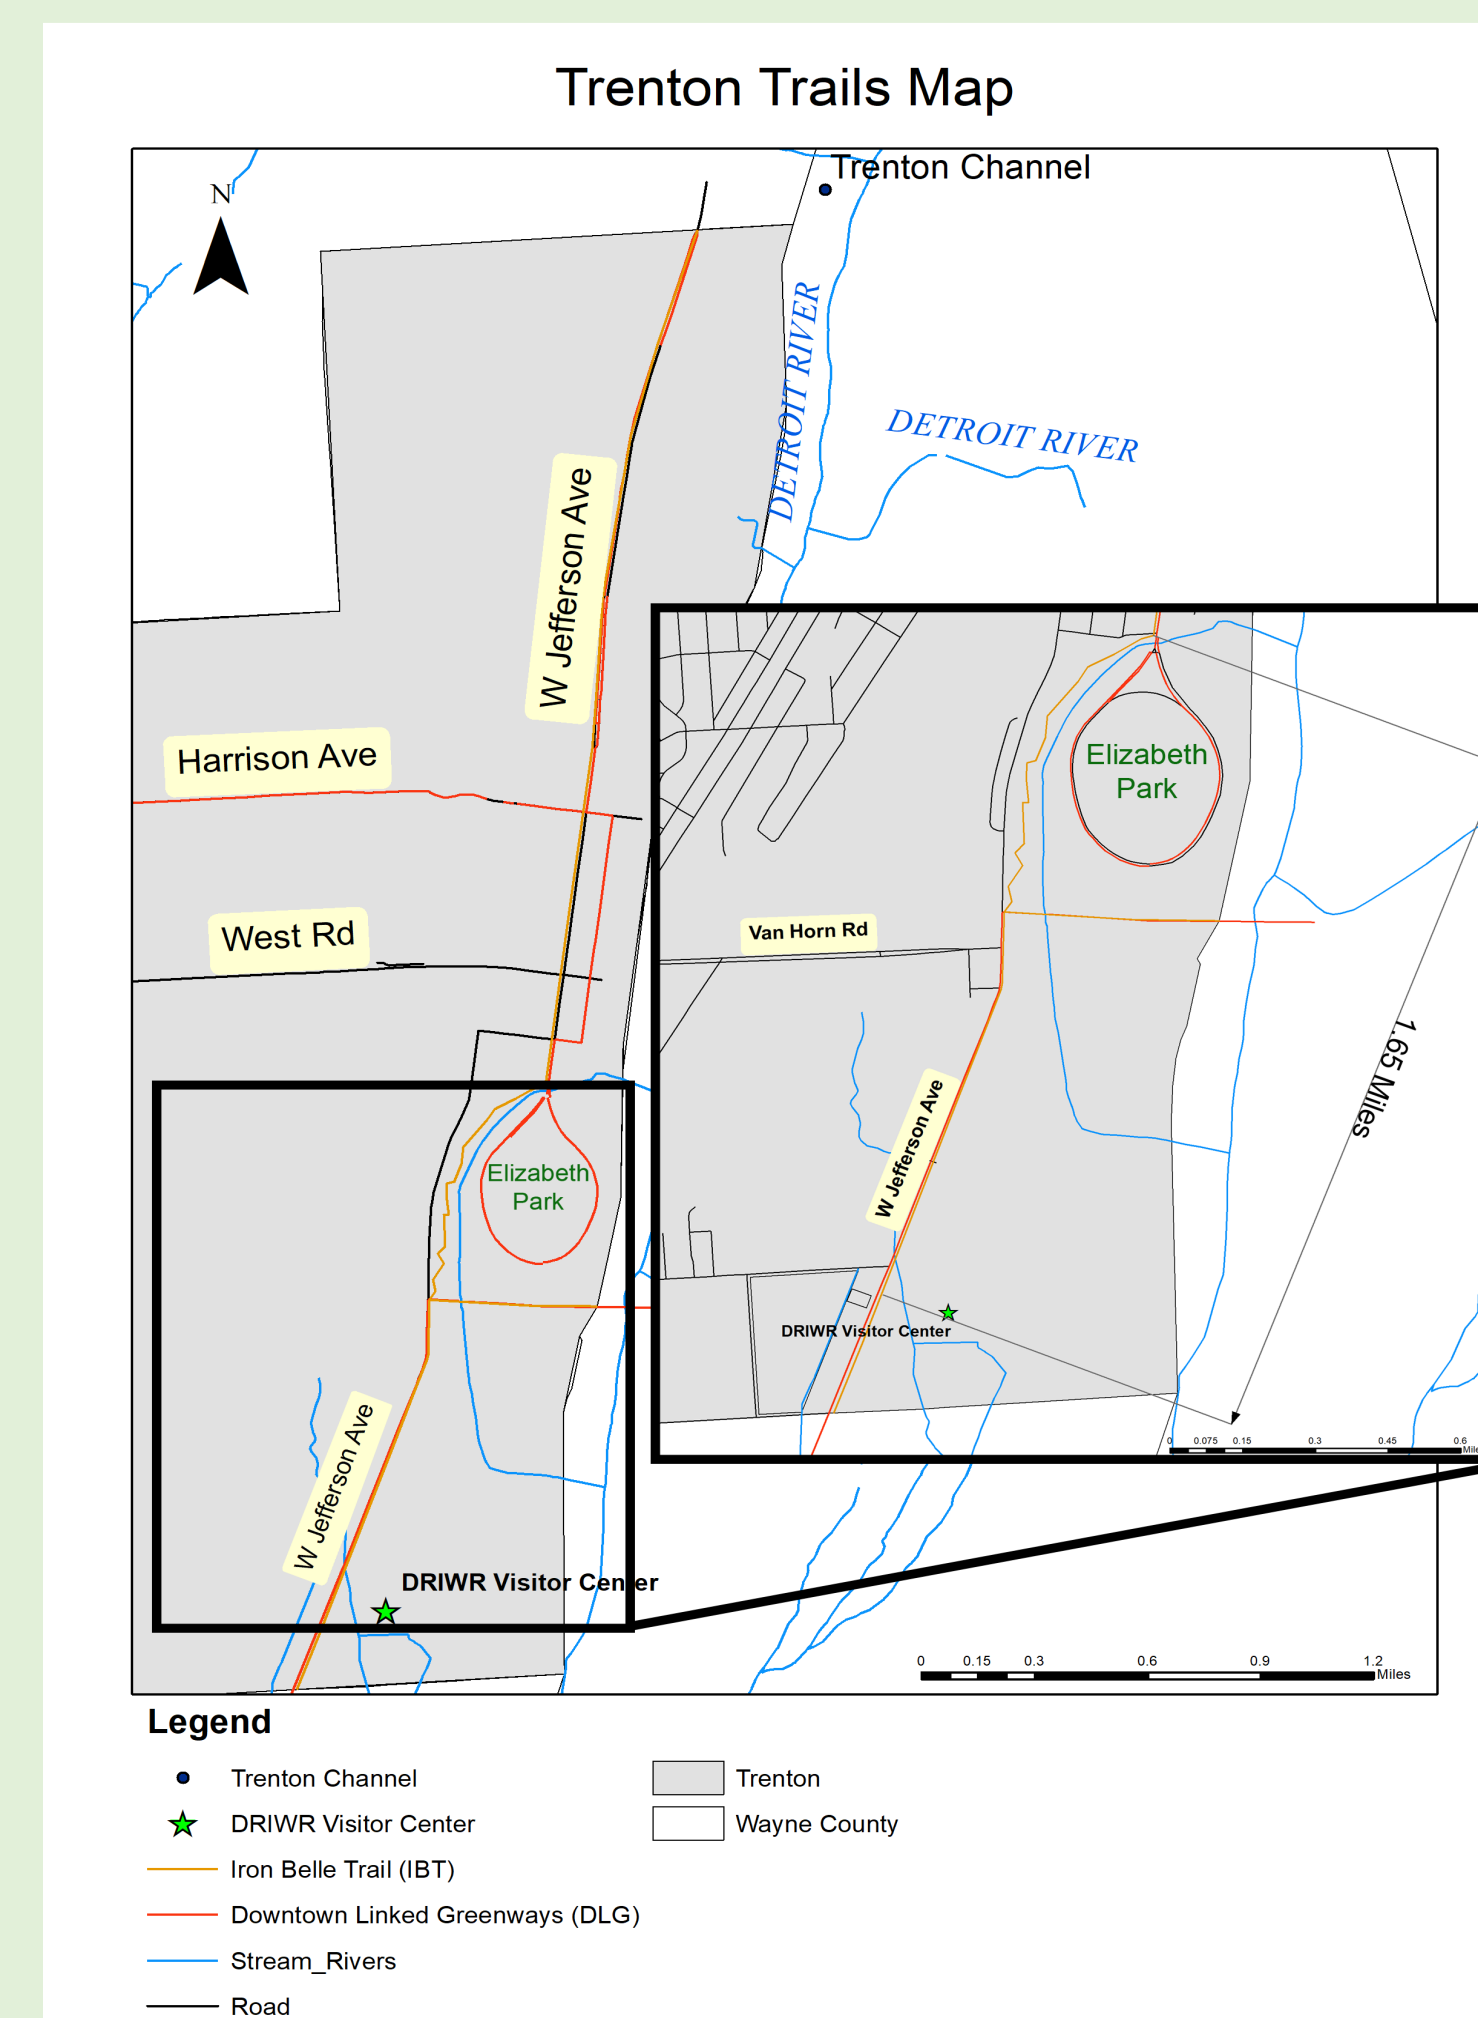 Trenton Trails Map
N
Trenton Channel
DETROIT RIVER
DETROIT RIVER
W Jefferson Ave
Harrison Ave
West Rd
Elizabeth
Park
W Jefferson Ave
DRIWR Visitor Center
Elizabeth
Park
Van Horn Rd
W Jefferson Ave
1.65 Miles
DRIWR Visitor Center
0 0.075 0.15 0.3 0.45 0.6
0 0.15 0.3 0.6 0.9 1.2
Miles
Legend
Trenton Channel
DRIWR Visitor Center
Iron Belle Trail (IBT)
Downtown Linked Greenways (DLG)
Stream_Rivers
Road
Trenton
Wayne County